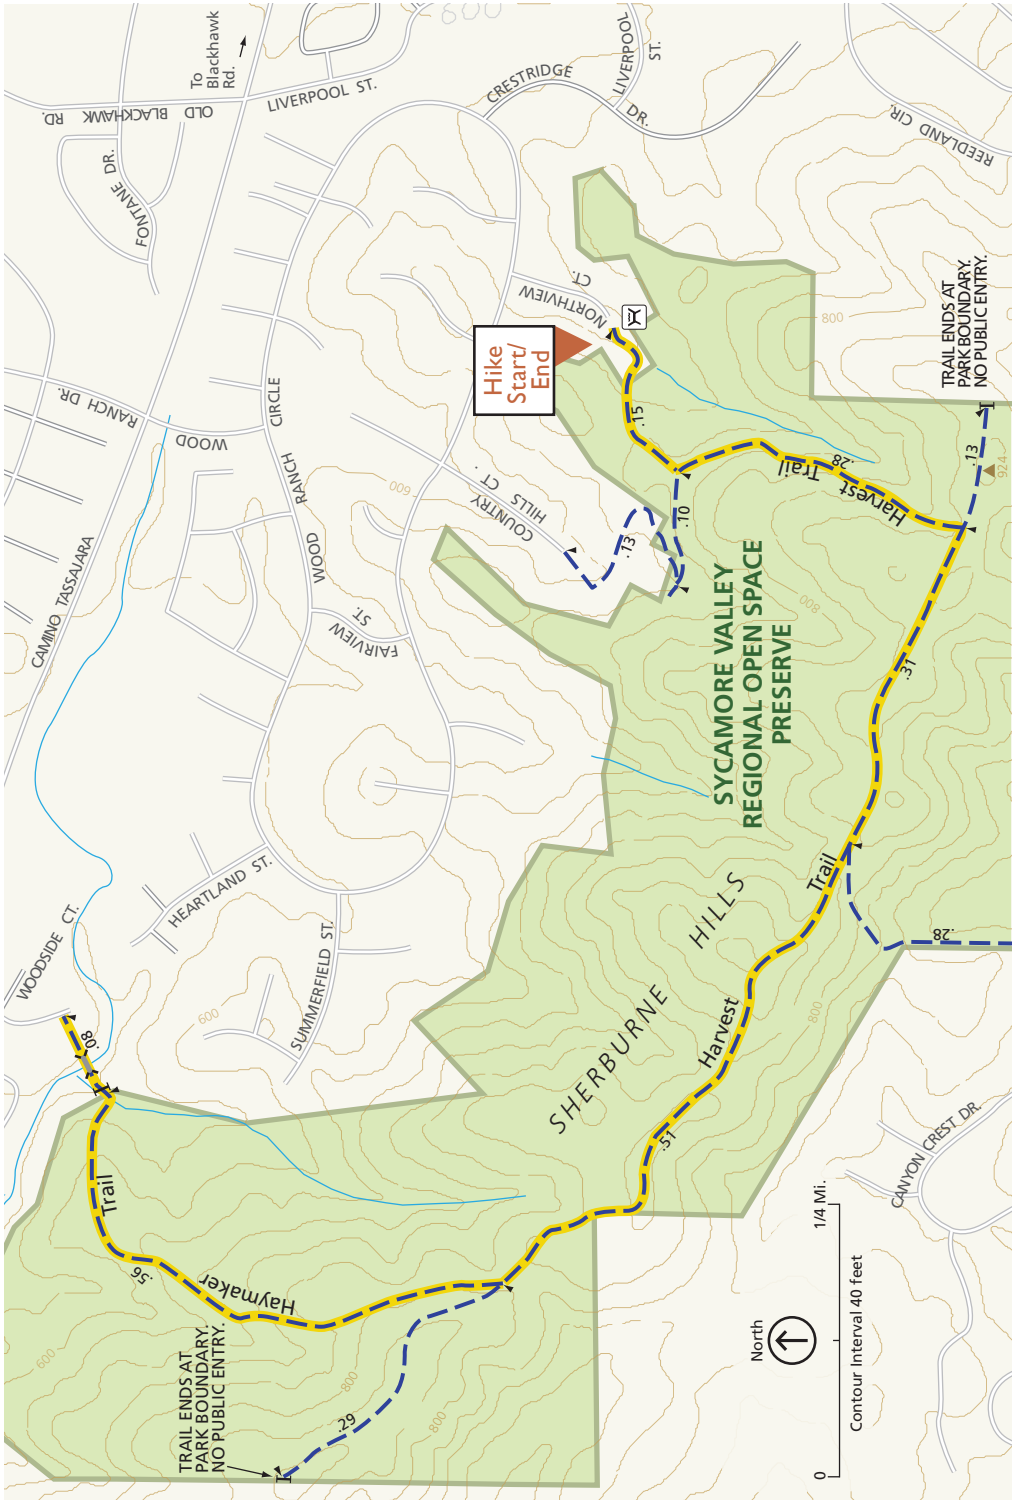 WOODSIDE CT.
CAMINO TASSAJARA
WOOD
RANCH DR.
OLD BLACKHAWK RD.
FONTANE DR.
To
Blackhawk
Rd.
LIVERPOOL ST.
CRESTRIDGE
DR.
LIVERPOOL
ST.
REEDLAND CIR.
HEARTLAND ST.
SUMMERFIELD ST.
WOOD
RANCH
CIRCLE
FAIRVIEW
ST.
COUNTRY
HILLS CT.
NORTHVIEW
CT.
Hike
Start/
End
600
600
600
800
800
800
800
800
924
.08
.56
.29
.51
.28
.31
.13
.10
.15
.28
.13
Trail
Haymaker
Harvest
Trail
Harvest
Trail
SHERBURNE HILLS
SYCAMORE VALLEY
REGIONAL OPEN SPACE
PRESERVE
TRAIL ENDS AT
PARK BOUNDARY.
NO PUBLIC ENTRY.
TRAIL ENDS AT
PARK BOUNDARY.
NO PUBLIC ENTRY.
CANYON CREST DR.
North
0
1/4 Mi.
Contour Interval 40 feet